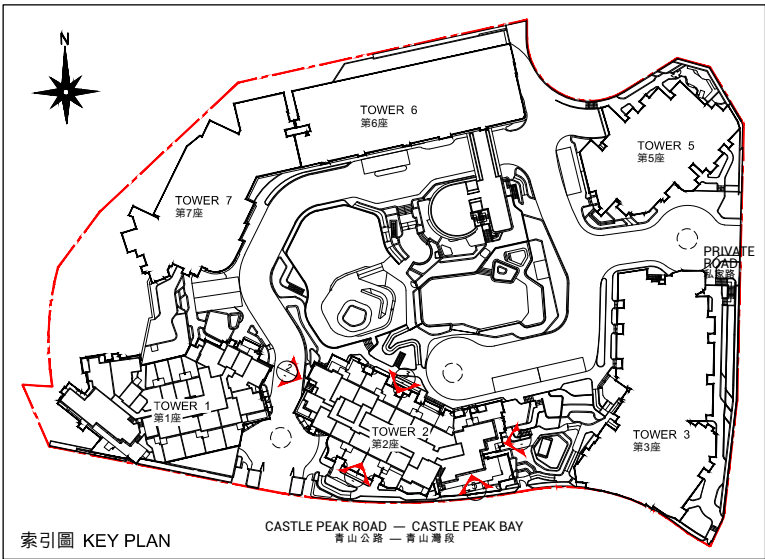 N
TOWER 6
第6座
TOWER 5
第5座
TOWER 7
第7座
PRIVATE
ROAD
私家路
TOWER 1
第1座
TOWER 2
第2座
TOWER 3
第3座
2
3
CASTLE PEAK ROAD — CASTLE PEAK BAY
青山公路 — 青山灣段
索引圖 KEY PLAN